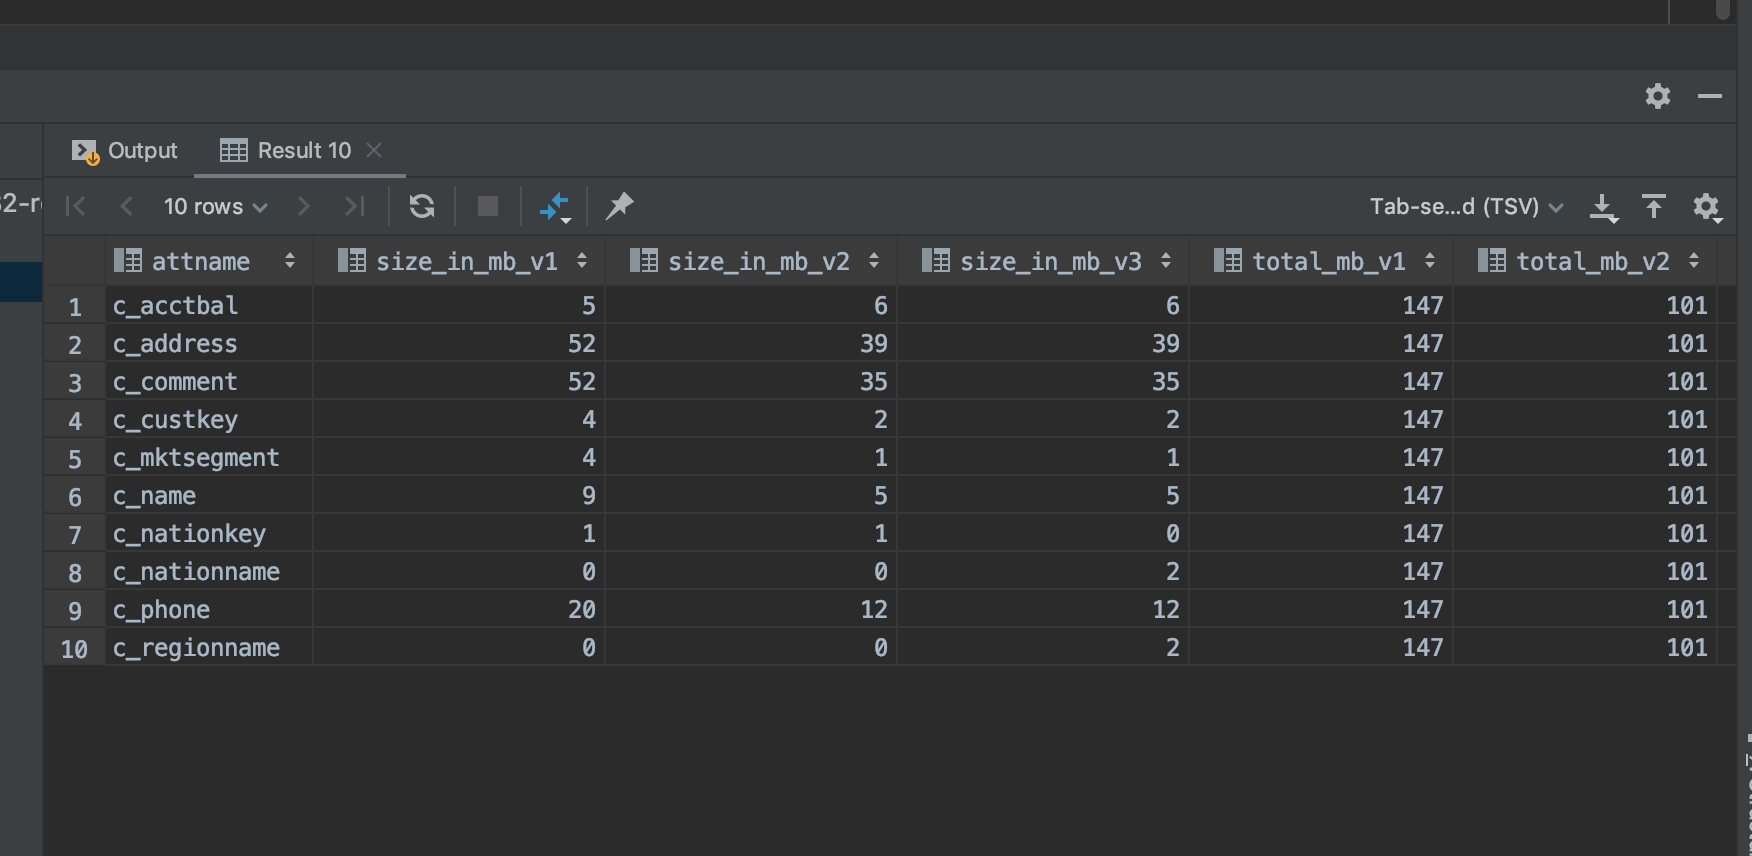 Output Result 10
10 rows Tab-se...d (TSV)
attname size_in_mb_v1 size_in_mb_v2 size_in_mb_v3 total_mb_v1 total_mb_v2
1 c_acctbal 5 6 6 147 101
2 c_address 52 39 39 147 101
3 c_comment 52 35 35 147 101
4 c_custkey 4 2 2 147 101
5 c_mktsegment 4 1 1 147 101
6 c_name 9 5 5 147 101
7 c_nationkey 1 1 0 147 101
8 c_nationname 0 0 2 147 101
9 c_phone 20 12 12 147 101
10 c_regionname 0 0 2 147 101